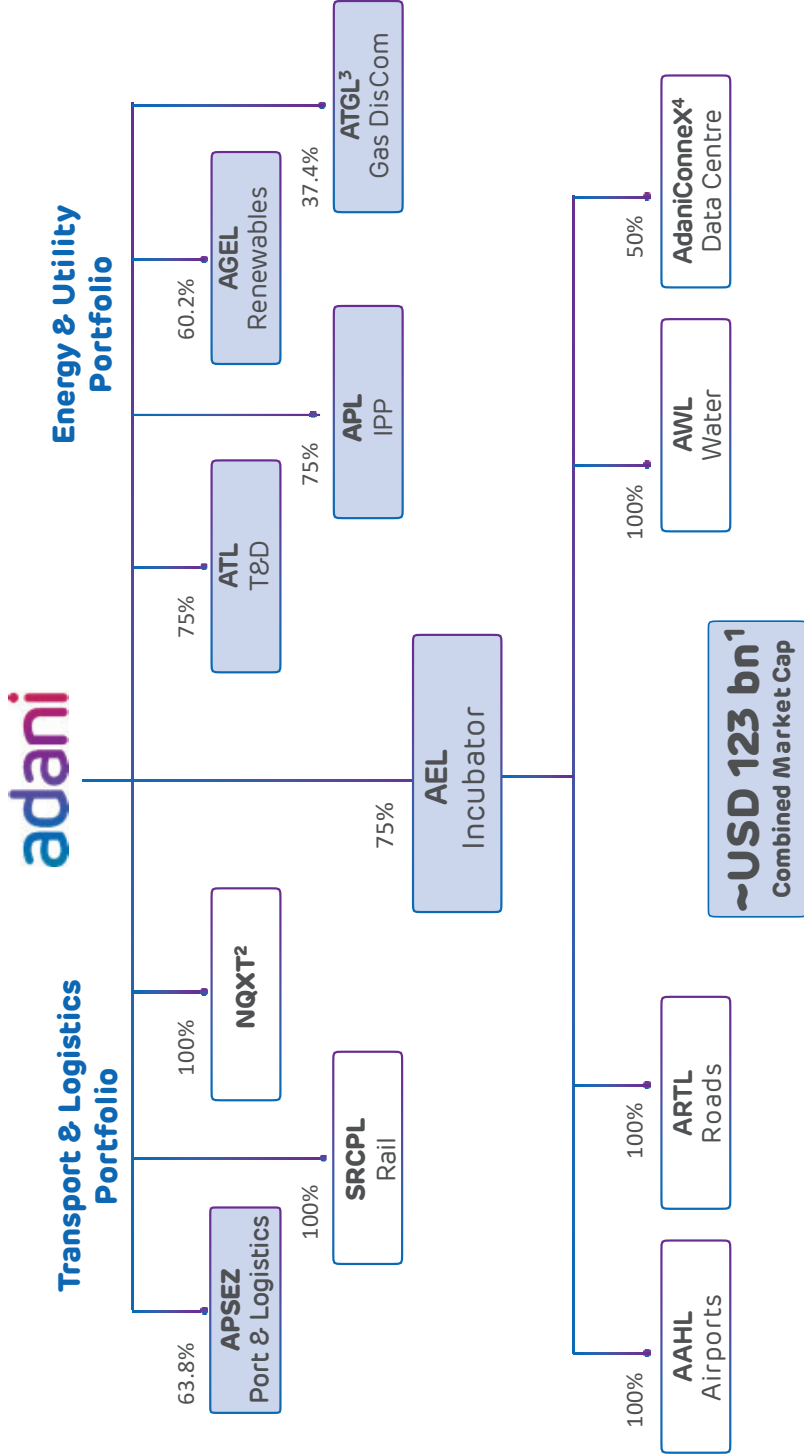 adani
Transport & Logistics
Portfolio
Energy & Utility
Portfolio
63.8%
APSEZ
Port & Logistics
100%
SRCPL
Rail
100%
NQXT²
75%
ATL
T&D
75%
APL
IPP
60.2%
AGEL
Renewables
37.4%
ATGL³
Gas DisCom
75%
AEL
Incubator
100%
AAHL
Airports
100%
ARTL
Roads
100%
AWL
Water
50%
AdaniConneX⁴
Data Centre
~USD 123 bn¹
Combined Market Cap